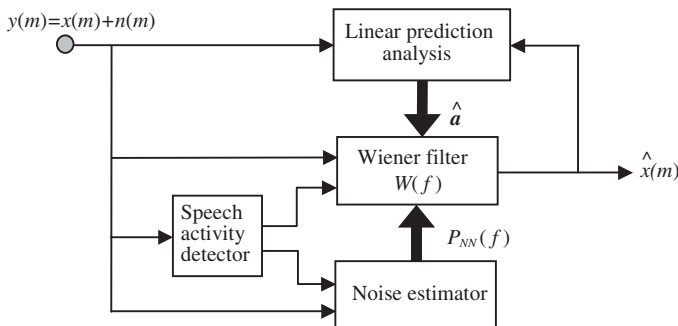 y(m)=x(m)+n(m)
Linear prediction
analysis
â
Wiener filter
W(f)
x̂(m)
Speech
activity
detector
P_NN(f)
Noise estimator